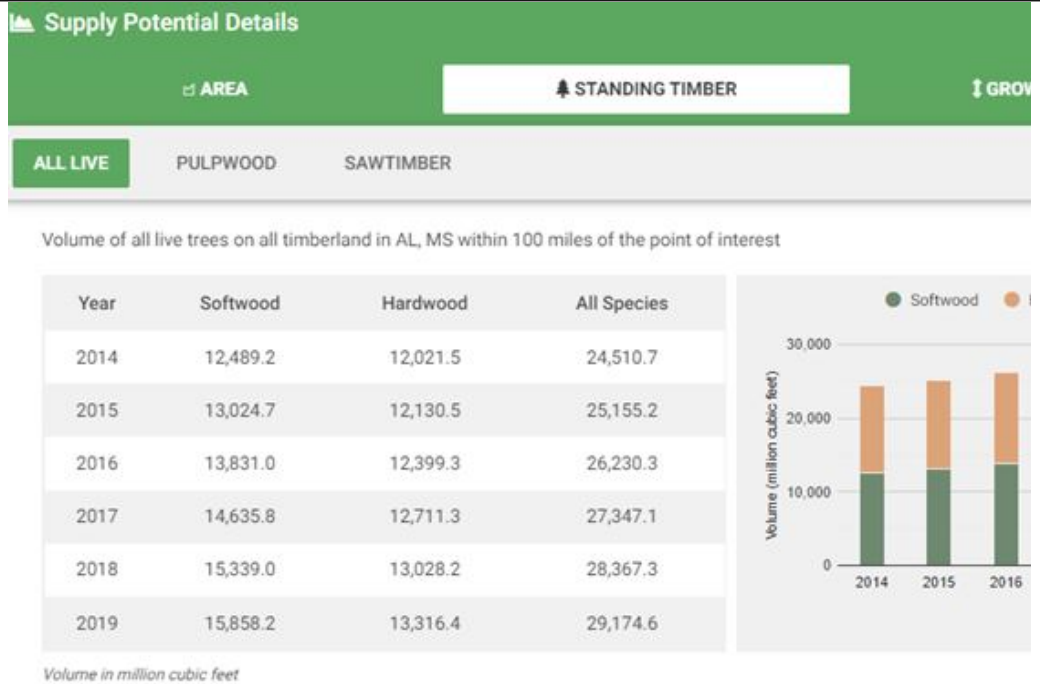 Supply Potential Details
AREA STANDING TIMBER GROW
ALL LIVE PULPWOOD SAWTIMBER
Volume of all live trees on all timberland in AL, MS within 100 miles of the point of interest
Year Softwood Hardwood All Species
2014 12,489.2 12,021.5 24,510.7
2015 13,024.7 12,130.5 25,155.2
2016 13,831.0 12,399.3 26,230.3
2017 14,635.8 12,711.3 27,347.1
2018 15,339.0 13,028.2 28,367.3
2019 15,858.2 13,316.4 29,174.6
Volume in million cubic feet
Softwood
Volume (million cubic feet)
30,000
20,000
10,000
0
2014 2015 2016